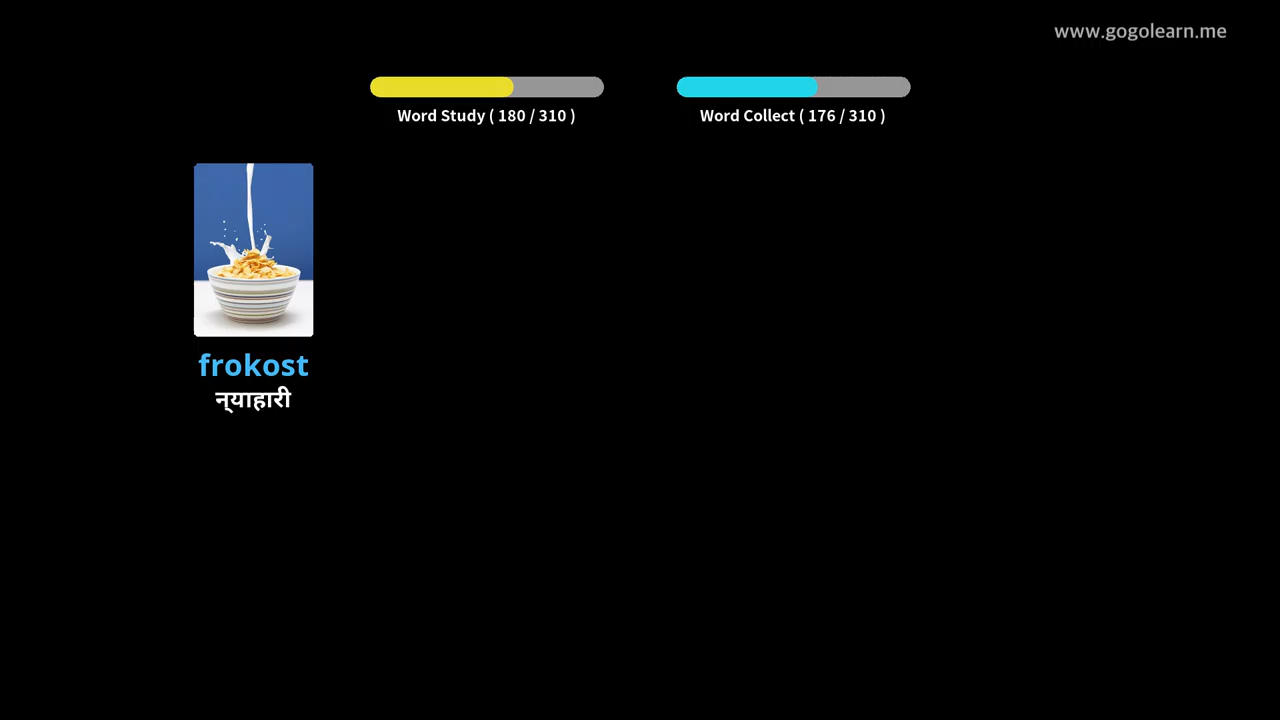 www.gogolearn.me
Word Study ( 180 / 310 )
Word Collect ( 176 / 310 )
frokost
न्याहारी